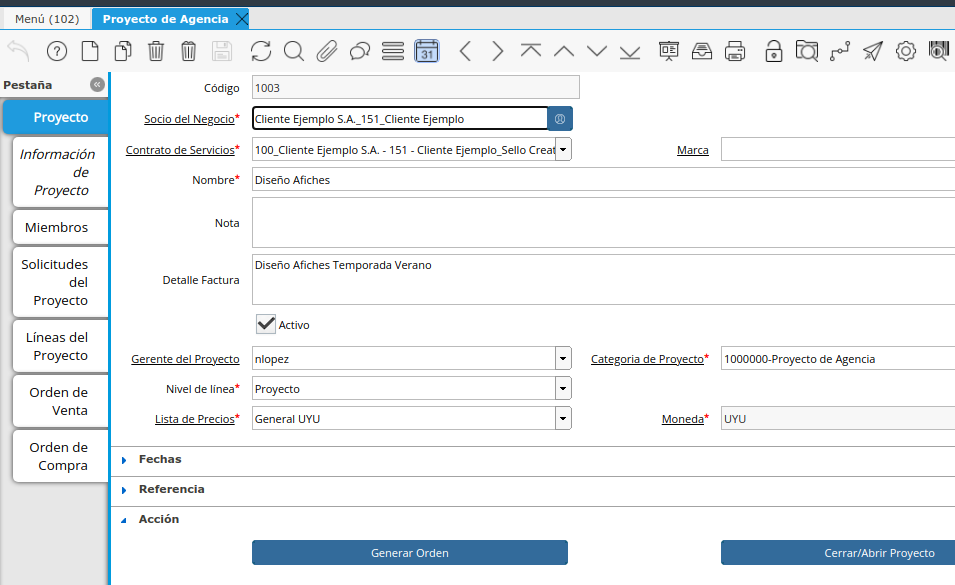 Menú (102)
Proyecto de Agencia
31
Pestaña
Proyecto
Información
de
Proyecto
Miembros
Solicitudes
del
Proyecto
Líneas del
Proyecto
Orden de
Venta
Orden de
Compra
Código
1003
Socio del Negocio*
Cliente Ejemplo S.A._151_Cliente Ejemplo
Contrato de Servicios*
100_Cliente Ejemplo S.A. - 151 - Cliente Ejemplo_Sello Creat
Marca
Nombre*
Diseño Afiches
Nota
Detalle Factura
Diseño Afiches Temporada Verano
Activo
Gerente del Proyecto
nlopez
Categoria de Proyecto*
1000000-Proyecto de Agencia
Nivel de línea*
Proyecto
Lista de Precios*
General UYU
Moneda*
UYU
Fechas
Referencia
Acción
Generar Orden
Cerrar/Abrir Proyecto